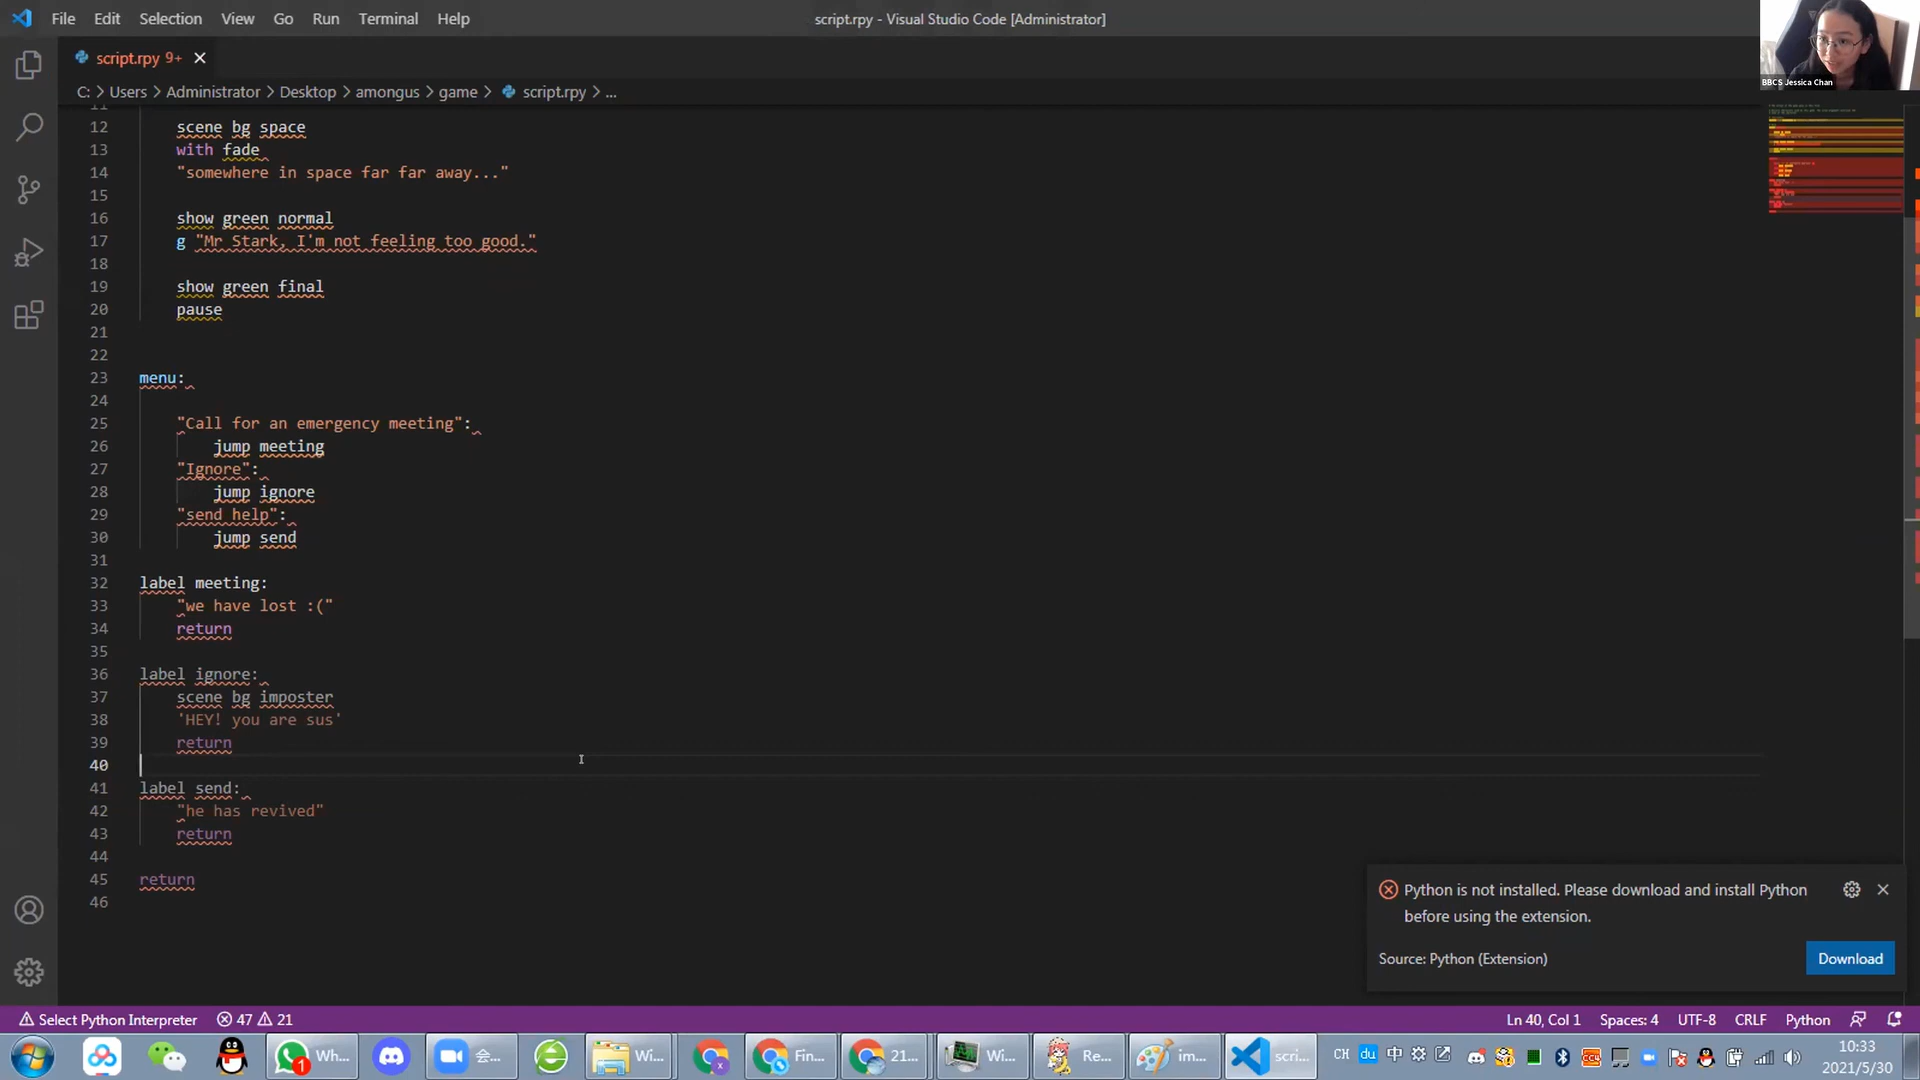 File Edit Selection View Go Run Terminal Help
script.rpy - Visual Studio Code [Administrator]
BBCS Jessica Chan
script.rpy 9+
C: > Users > Administrator > Desktop > amongus > game > script.rpy > ...
11
12 scene bg space
13 with fade
14 "somewhere in space far far away..."
15
16 show green normal
17 g "Mr Stark, I'm not feeling too good."
18
19 show green final
20 pause
21
22
23 menu:
24
25 "Call for an emergency meeting":
26 jump meeting
27 "Ignore":
28 jump ignore
29 "send help":
30 jump send
31
32 label meeting:
33 "we have lost :("
34 return
35
36 label ignore:
37 scene bg imposter
38 'HEY! you are sus'
39 return
40
41 label send:
42 "he has revived"
43 return
44
45 return
46
Python is not installed. Please download and install Python
before using the extension.
Source: Python (Extension)
Download
Select Python Interpreter 47 21
Ln 40, Col 1 Spaces: 4 UTF-8 CRLF Python
1 Wh... 会... Wi... x Fin... 21... Wi... Re... im... scri...
CH du 中
10:33
2021/5/30